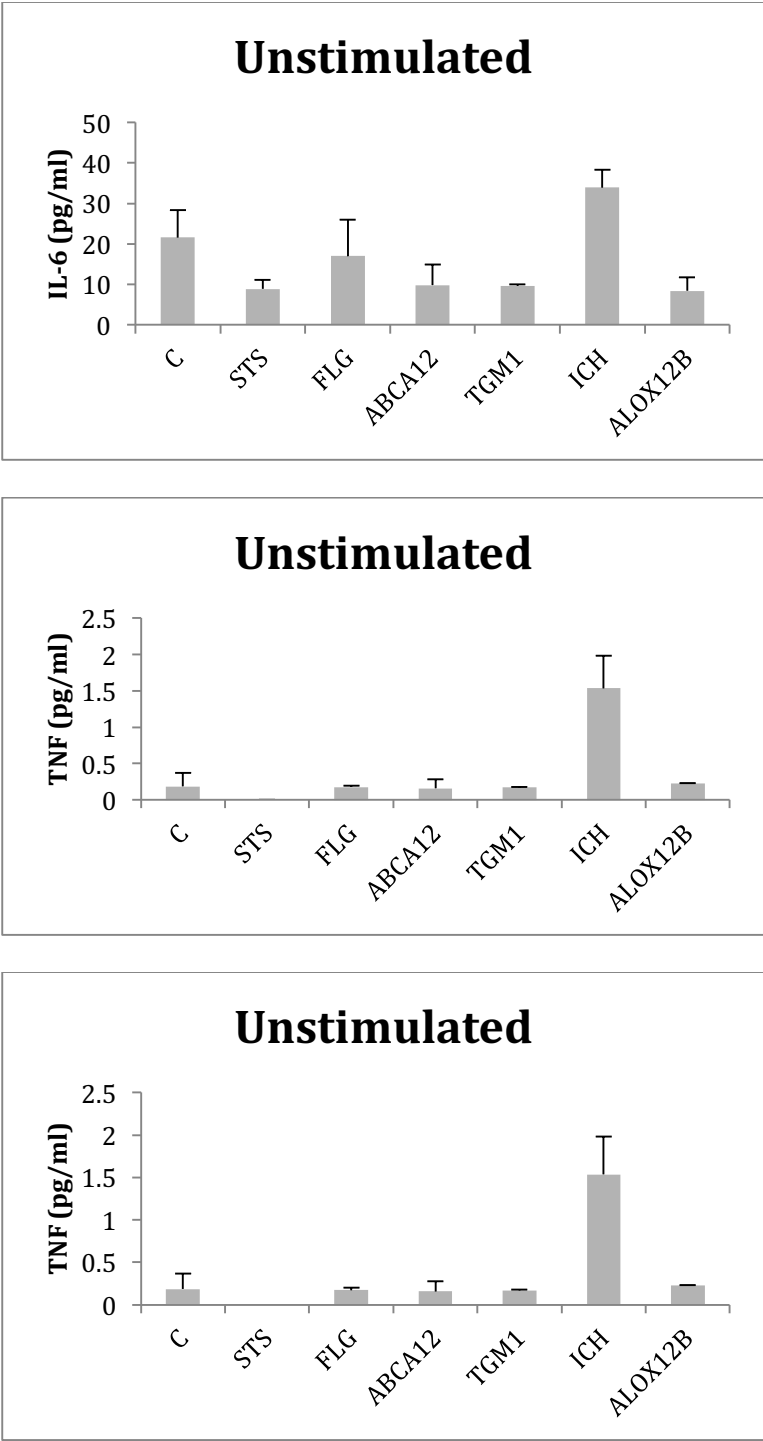 Unstimulated
IL-6 (pg/ml)
50
40
30
20
10
0
C STS FLG ABCA12 TGM1 ICH ALOX12B
Unstimulated
TNF (pg/ml)
2.5
2
1.5
1
0.5
0
C STS FLG ABCA12 TGM1 ICH ALOX12B
Unstimulated
TNF (pg/ml)
2.5
2
1.5
1
0.5
0
C STS FLG ABCA12 TGM1 ICH ALOX12B